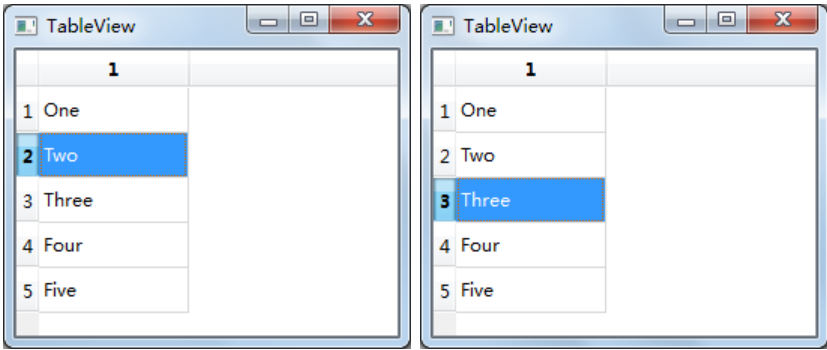 TableView
1
1 One
2 Two
3 Three
4 Four
5 Five
TableView
1
1 One
2 Two
3 Three
4 Four
5 Five